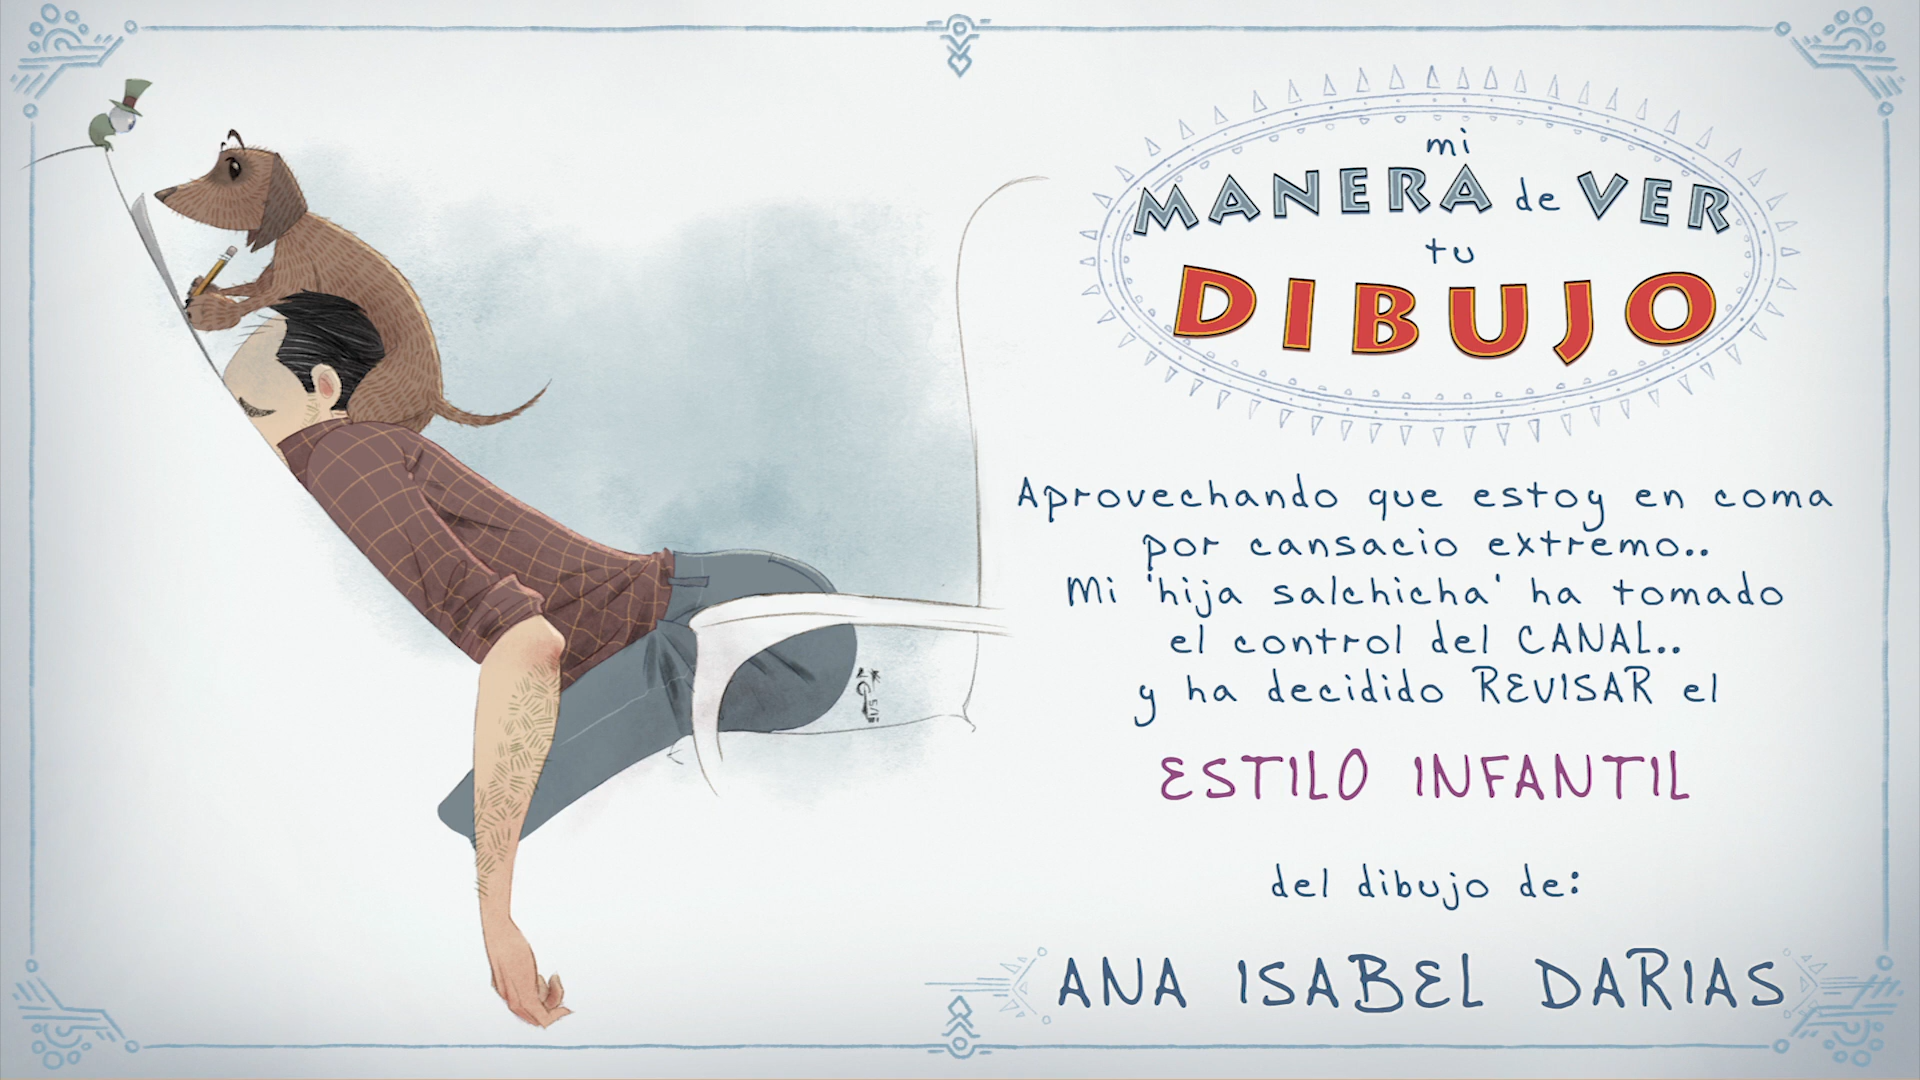 mi
MANERA de VER
tu
DIBUJO
Aprovechando que estoy en coma
por cansacio extremo..
Mi 'hija salchicha' ha tomado
el control del CANAL..
y ha decidido REVISAR el
ESTILO INFANTIL
del dibujo de:
ANA ISABEL DARIAS